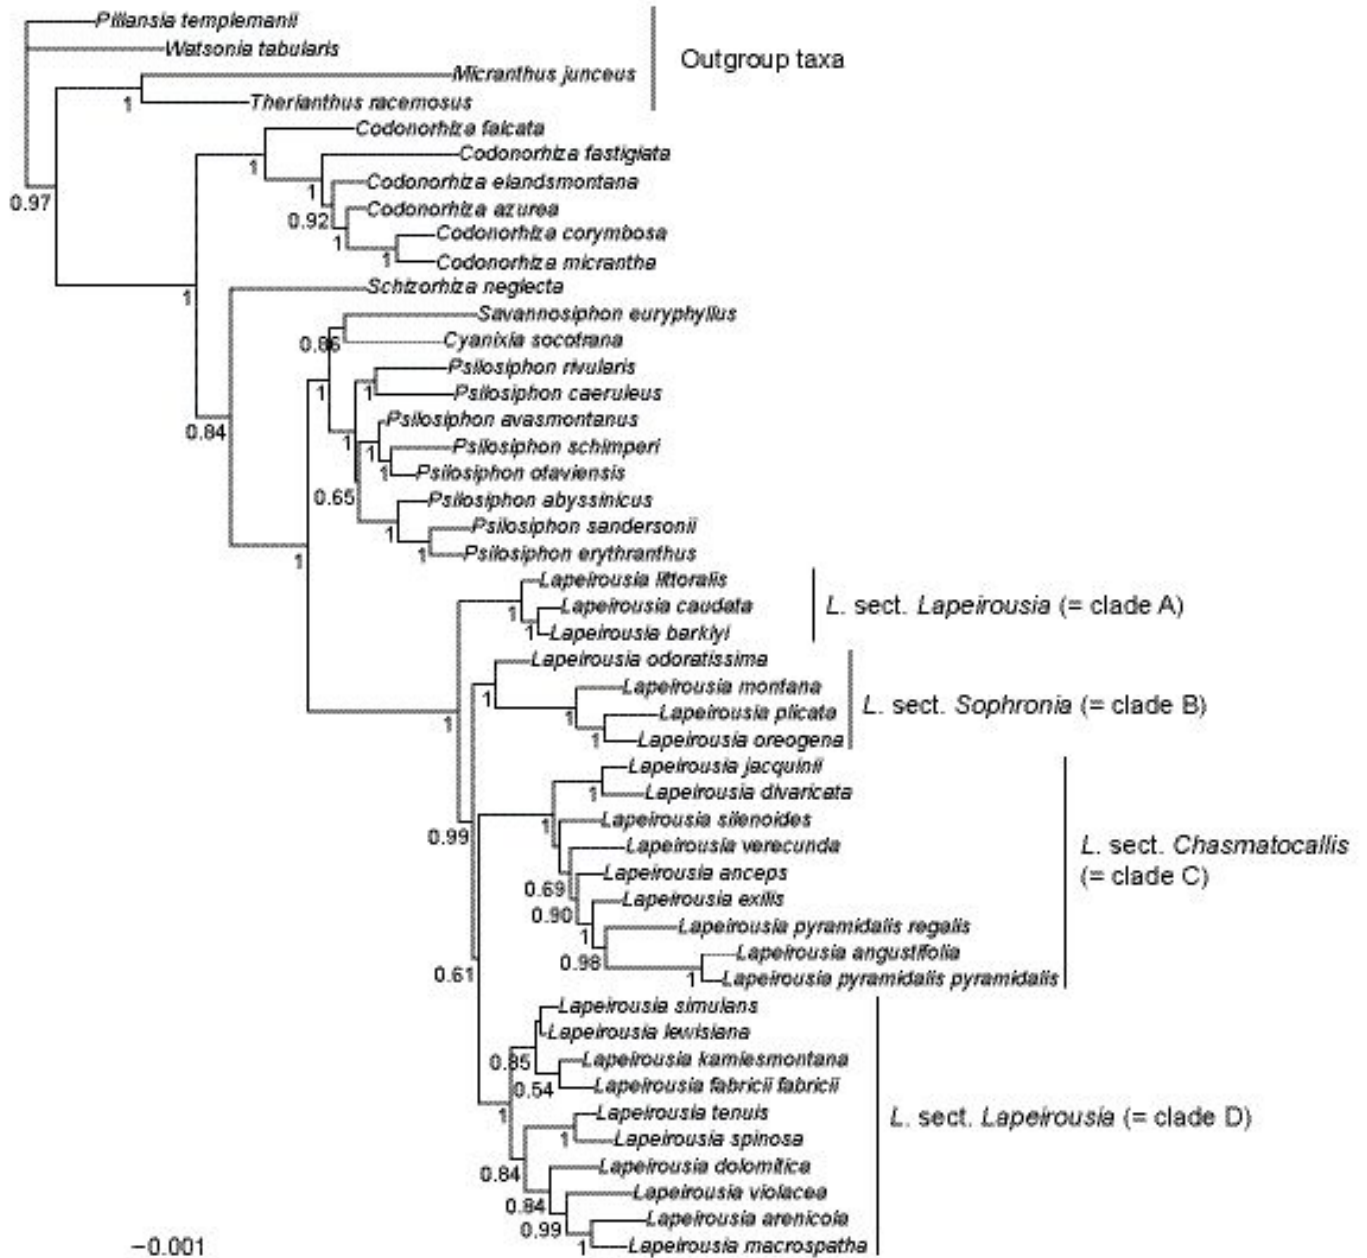 Pillansia templemanii
Watsonia tabularis
Micranthus junceus
Outgroup taxa
1
Therianthus racemosus
Codonorhiza falcata
1
Codonorhiza fastigiata
1
Codonorhiza elandsmontana
0.97
0.92
Codonorhiza azurea
1
Codonorhiza corymbosa
1
Codonorhiza micrantha
1
Schizorhiza neglecta
Savannosiphon euryphyllus
0.86
Cyanixia socotrana
Psilosiphon rivularis
1
1
Psilosiphon caeruleus
Psilosiphon avasmontanus
0.84
1
1
Psilosiphon schimperi
1
Psilosiphon otaviensis
0.65
Psilosiphon abyssinicus
1
Psilosiphon sandersonii
1
Psilosiphon erythranthus
1
Lapeirousia littoralis
1
Lapeirousia caudata
L. sect. Lapeirousia (= clade A)
1
Lapeirousia barklyi
Lapeirousia odoratissima
1
Lapeirousia montana
L. sect. Sophronia (= clade B)
1
Lapeirousia plicata
1
1
Lapeirousia oreogena
Lapeirousia jacquinii
1
Lapeirousia divaricata
1
Lapeirousia silenoides
0.99
Lapeirousia verecunda
L. sect. Chasmatocallis
(= clade C)
Lapeirousia anceps
0.69
Lapeirousia exilis
0.90
1
Lapeirousia pyramidalis regalis
0.98
Lapeirousia angustifolia
0.61
1
Lapeirousia pyramidalis pyramidalis
Lapeirousia simulans
Lapeirousia lewisiana
0.85
Lapeirousia kamiesmontana
0.54
Lapeirousia fabricii fabricii
1
Lapeirousia tenuis
L. sect. Lapeirousia (= clade D)
1
Lapeirousia spinosa
0.84
Lapeirousia dolomitica
Lapeirousia violacea
0.84
Lapeirousia arenicola
0.99
1
Lapeirousia macrospatha
−0.001